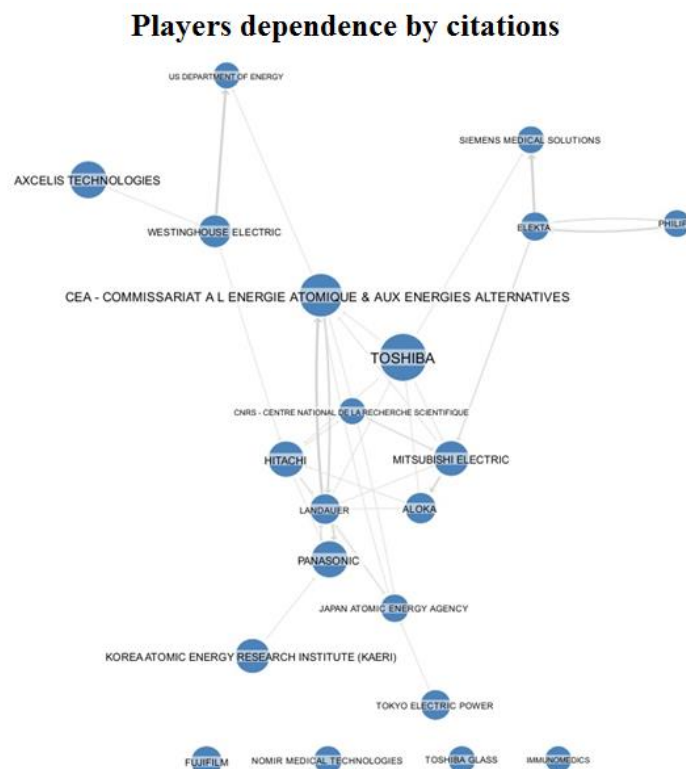 Players dependence by citations
US DEPARTMENT OF ENERGY
SIEMENS MEDICAL SOLUTIONS
AXCELIS TECHNOLOGIES
WESTINGHOUSE ELECTRIC
ELEKTA
PHILIP
CEA - COMMISSARIAT A L ENERGIE ATOMIQUE & AUX ENERGIES ALTERNATIVES
TOSHIBA
CNRS - CENTRE NATIONAL DE LA RECHERCHE SCIENTIFIQUE
HITACHI
MITSUBISHI ELECTRIC
LANDAUER
ALOKA
PANASONIC
JAPAN ATOMIC ENERGY AGENCY
KOREA ATOMIC ENERGY RESEARCH INSTITUTE (KAERI)
TOKYO ELECTRIC POWER
FUJIFILM
NOMIR MEDICAL TECHNOLOGIES
TOSHIBA GLASS
IMMUNOMEDICS